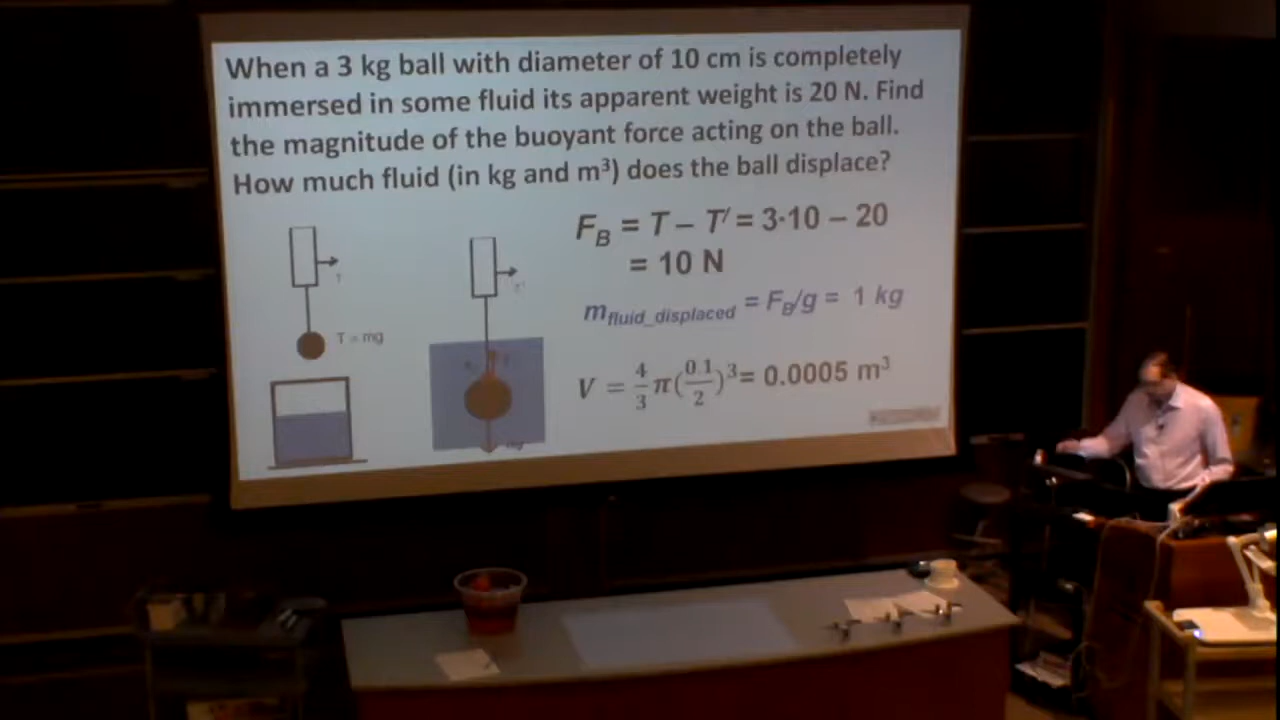 When a 3 kg ball with diameter of 10 cm is completely
immersed in some fluid its apparent weight is 20 N. Find
the magnitude of the buoyant force acting on the ball.
How much fluid (in kg and m³) does the ball displace?
F_B = T – T′ = 3·10 – 20
= 10 N
m_fluid_displaced = F_B/g = 1 kg
T = mg
V = 4/3 π(0.1/2)³ = 0.0005 m³